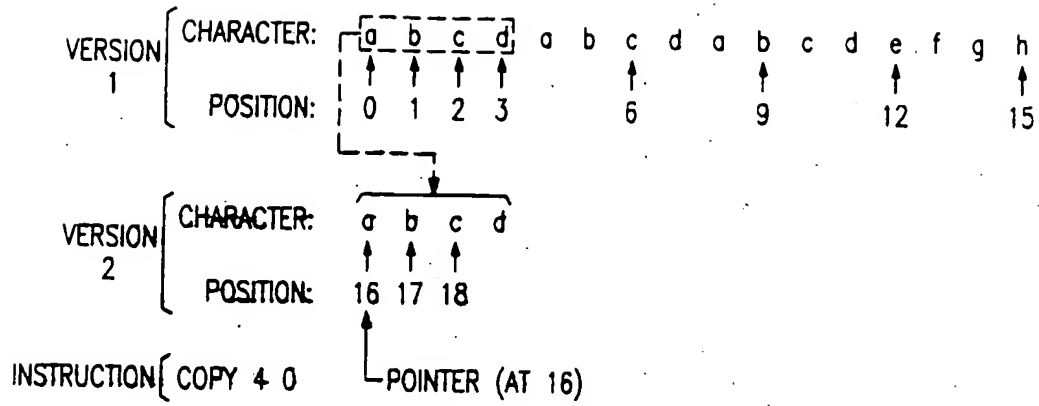 VERSION 1
CHARACTER: a b c d a b c d a b c d e f g h
POSITION: 0 1 2 3 6 9 12 15
VERSION 2
CHARACTER: a b c d
POSITION: 16 17 18
INSTRUCTION COPY 4 0 POINTER (AT 16)